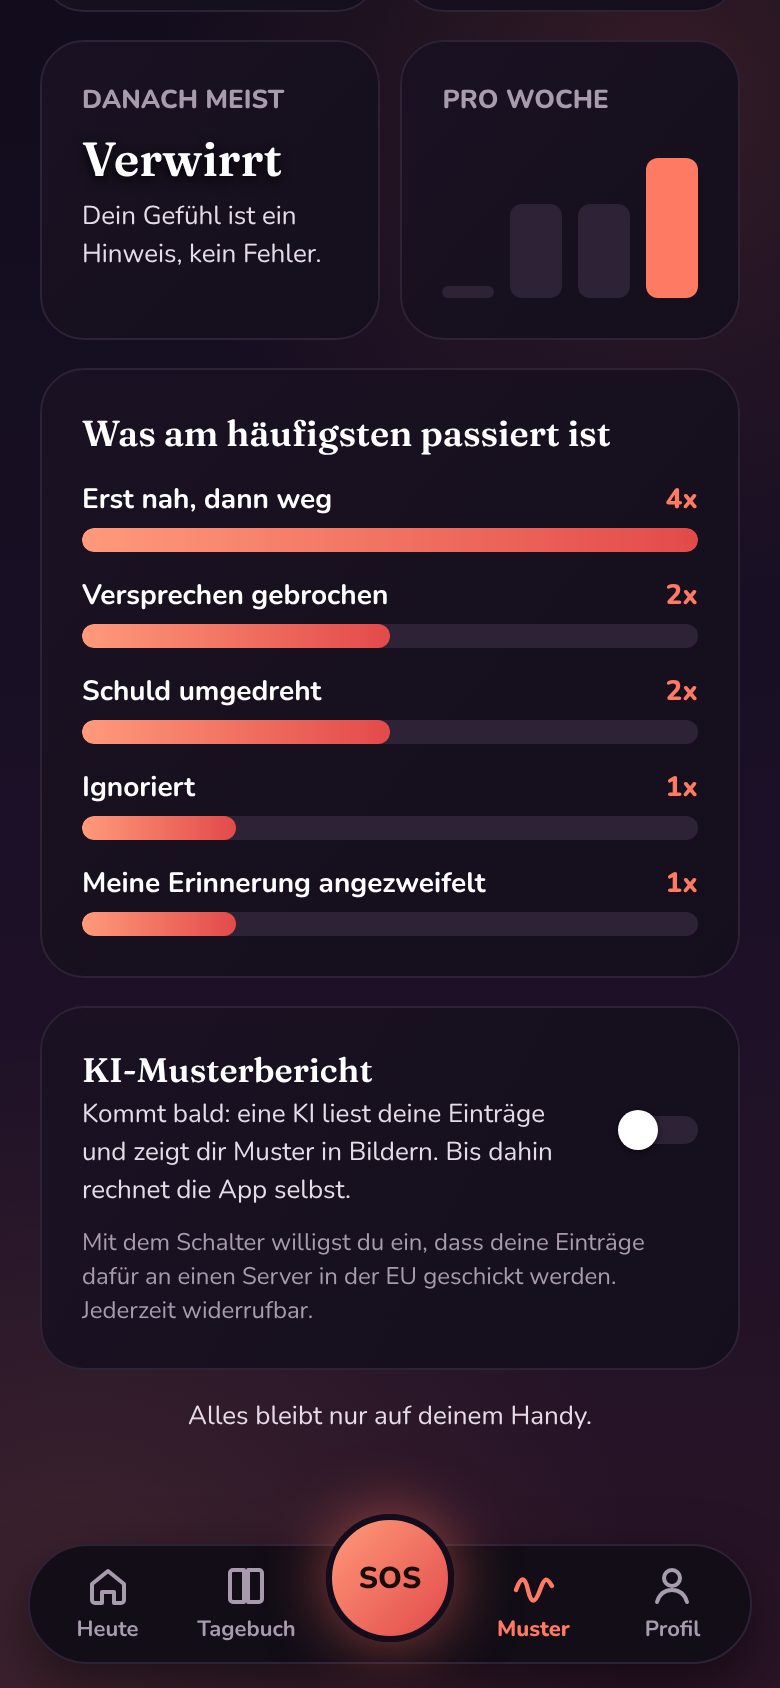 DANACH MEIST
Verwirrt
Dein Gefühl ist ein
Hinweis, kein Fehler.
PRO WOCHE
Was am häufigsten passiert ist
Erst nah, dann weg 4x
Versprechen gebrochen 2x
Schuld umgedreht 2x
Ignoriert 1x
Meine Erinnerung angezweifelt 1x
KI-Musterbericht
Kommt bald: eine KI liest deine Einträge
und zeigt dir Muster in Bildern. Bis dahin
rechnet die App selbst.
Mit dem Schalter willigst du ein, dass deine Einträge
dafür an einen Server in der EU geschickt werden.
Jederzeit widerrufbar.
Alles bleibt nur auf deinem Handy.
Heute Tagebuch SOS Muster Profil